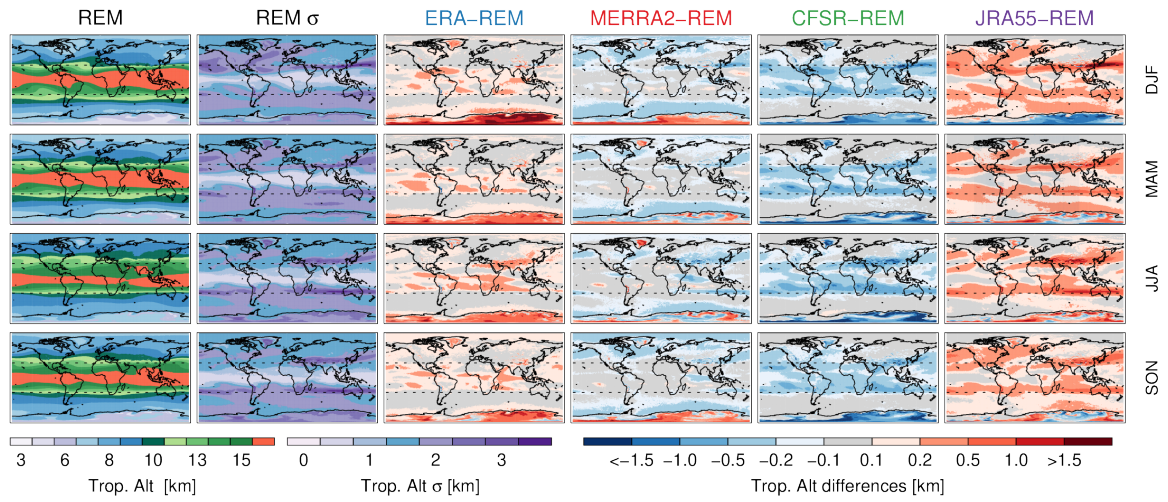 REM REM σ ERA−REM MERRA2−REM CFSR−REM JRA55−REM
DJF
MAM
JJA
SON
3 6 8 10 13 15 0 1 2 3 <−1.5 −1.0 −0.5 −0.2 −0.1 0.1 0.2 0.5 1.0 >1.5
Trop. Alt [km] Trop. Alt σ [km] Trop. Alt differences [km]